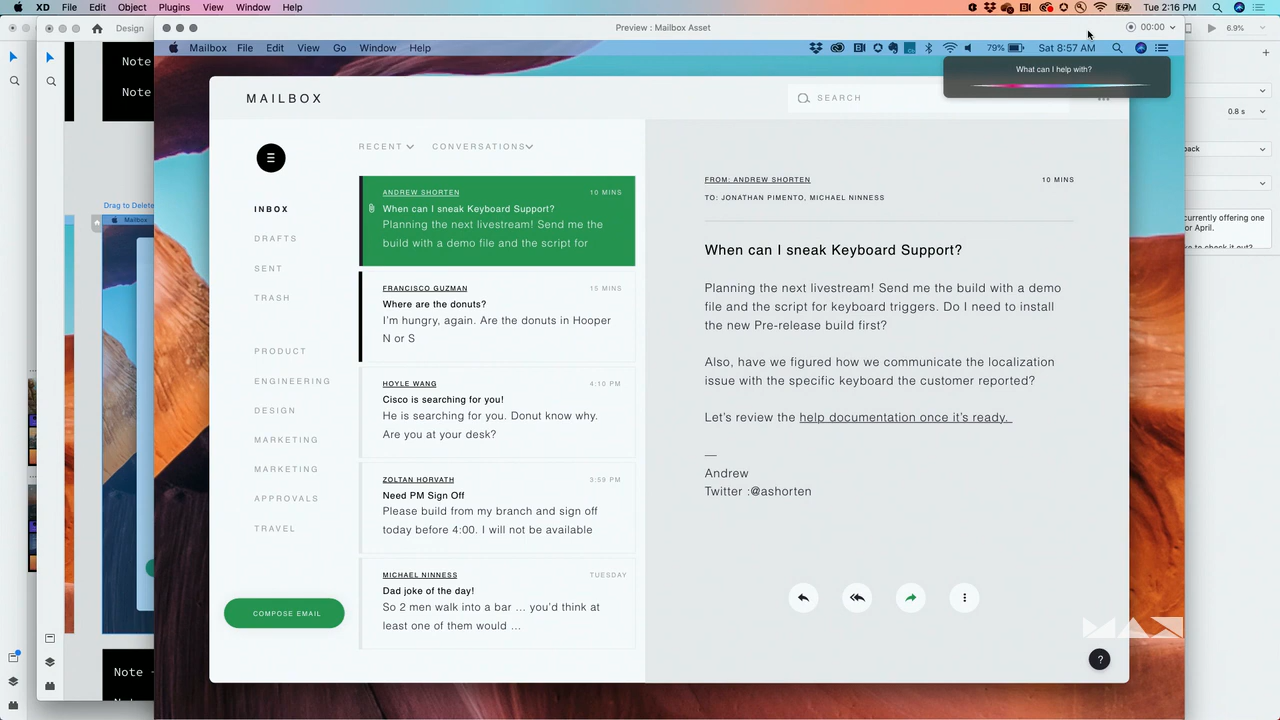 XD File Edit Object Plugins View Window Help
Tue 2:16 PM
Design
Preview : Mailbox Asset
00:00
6.9%
Mailbox File Edit View Go Window Help
79% Sat 8:57 AM
What can I help with?
MAILBOX
SEARCH
Note
Note
0.8 s
back
RECENT CONVERSATIONS
INBOX
DRAFTS
SENT
TRASH
PRODUCT
ENGINEERING
DESIGN
MARKETING
MARKETING
APPROVALS
TRAVEL
COMPOSE EMAIL
ANDREW SHORTEN 10 MINS
When can I sneak Keyboard Support?
Planning the next livestream! Send me the
build with a demo file and the script for
FRANCISCO GUZMAN 15 MINS
Where are the donuts?
I'm hungry, again. Are the donuts in Hooper
N or S
HOYLE WANG 4:10 PM
Cisco is searching for you!
He is searching for you. Donut know why.
Are you at your desk?
ZOLTAN HORVATH 3:59 PM
Need PM Sign Off
Please build from my branch and sign off
today before 4:00. I will not be available
MICHAEL NINNESS TUESDAY
Dad joke of the day!
So 2 men walk into a bar ... you'd think at
least one of them would ...
FROM: ANDREW SHORTEN 10 MINS
TO: JONATHAN PIMENTO, MICHAEL NINNESS
When can I sneak Keyboard Support?
Planning the next livestream! Send me the build with a demo
file and the script for keyboard triggers. Do I need to install
the new Pre-release build first?
Also, have we figured how we communicate the localization
issue with the specific keyboard the customer reported?
Let's review the help documentation once it's ready.
—
Andrew
Twitter :@ashorten
MAX
?
Drag to Delete
Mailbox
Note
currently offering one
or April.